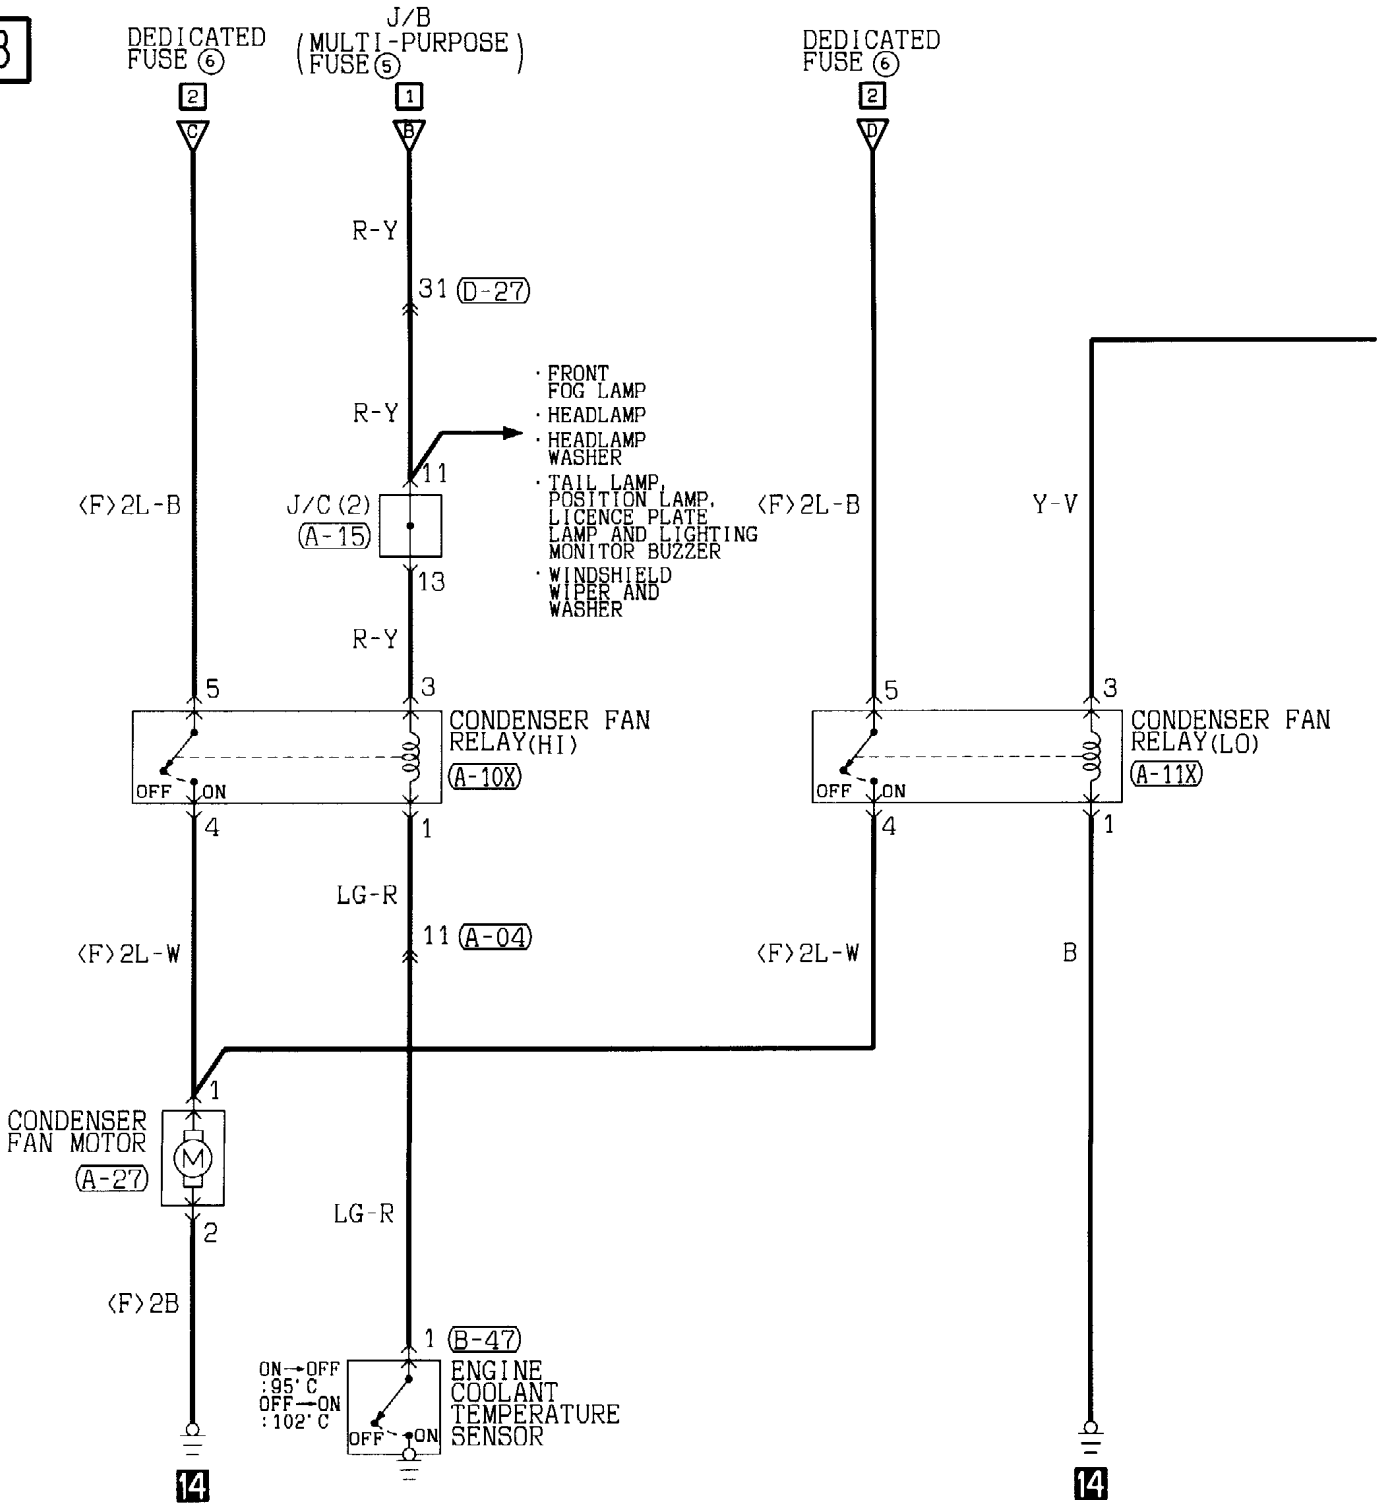 DEDICATED
FUSE ⑥
2
C
J/B
(MULTI-PURPOSE
FUSE ⑤)
1
B
DEDICATED
FUSE ⑥
2
D
R-Y
31 (D-27)
R-Y
· FRONT
FOG LAMP
· HEADLAMP
· HEADLAMP
WASHER
· TAIL LAMP,
POSITION LAMP,
LICENCE PLATE
LAMP AND LIGHTING
MONITOR BUZZER
· WINDSHIELD
WIPER AND
WASHER
11
<F>2L-B
J/C(2)
(A-15)
13
R-Y
<F>2L-B
Y-V
5
3
CONDENSER FAN
RELAY(HI)
(A-10X)
OFF
ON
4
1
5
3
CONDENSER FAN
RELAY(LO)
(A-11X)
OFF
ON
4
1
LG-R
11 (A-04)
<F>2L-W
<F>2L-W
B
1
CONDENSER
FAN MOTOR
(A-27)
M
2
LG-R
<F>2B
1 (B-47)
ON→OFF
:95°C
OFF→ON
:102°C
OFF
ON
ENGINE
COOLANT
TEMPERATURE
SENSOR
14
14